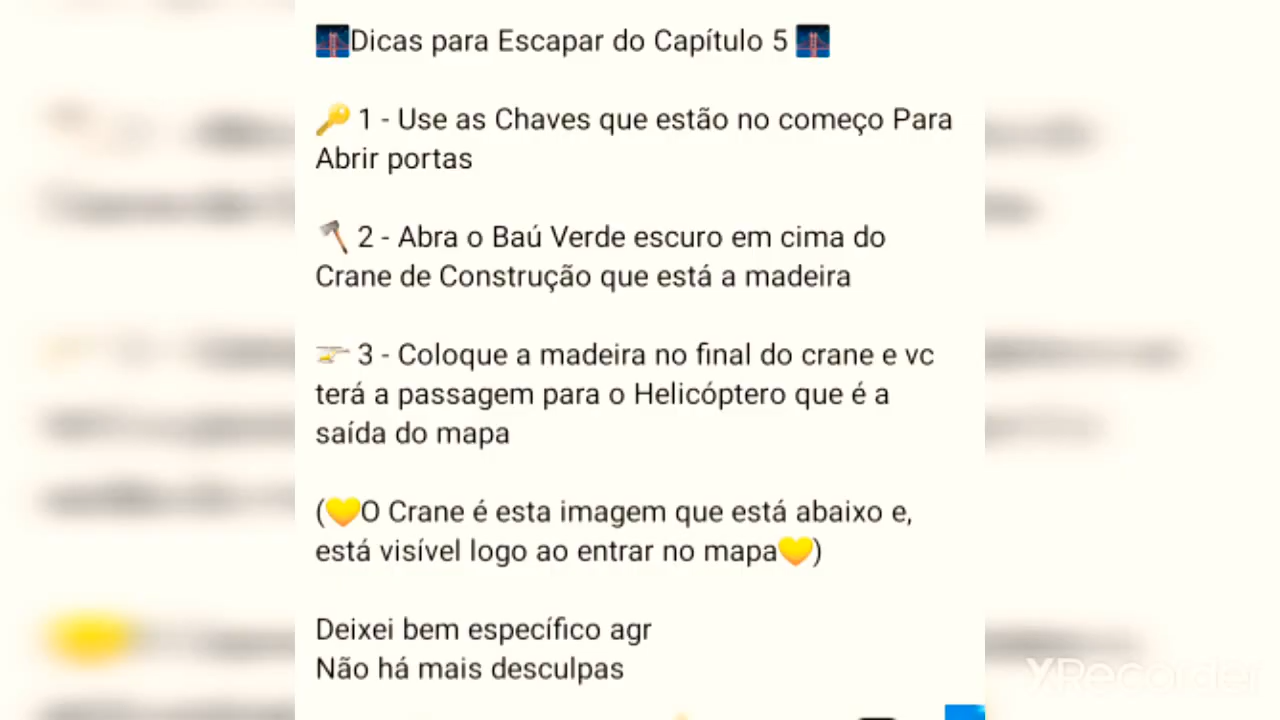 🌉Dicas para Escapar do Capítulo 5 🌉
🔑 1 - Use as Chaves que estão no começo Para
Abrir portas
🪓 2 - Abra o Baú Verde escuro em cima do
Crane de Construção que está a madeira
👉 3 - Coloque a madeira no final do crane e vc
terá a passagem para o Helicóptero que é a
saída do mapa
(💛O Crane é esta imagem que está abaixo e,
está visível logo ao entrar no mapa💛)
Deixei bem específico agr
Não há mais desculpas
XRecorder